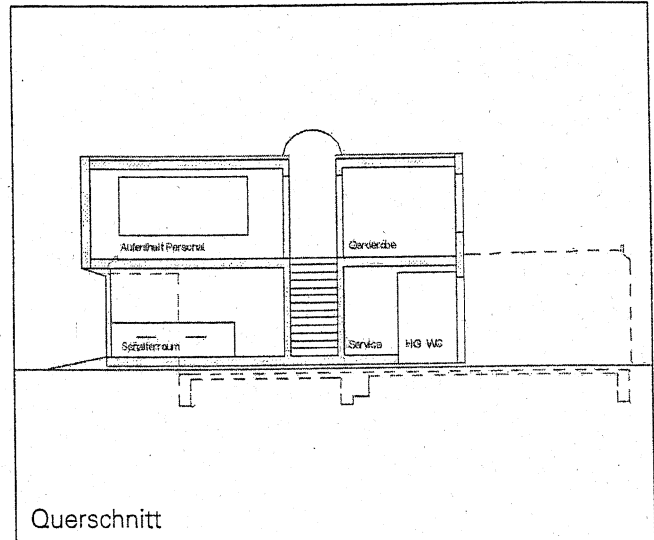 Aufenthalt Personal
Garderobe
Schalterraum
Service
HG WC
Querschnitt